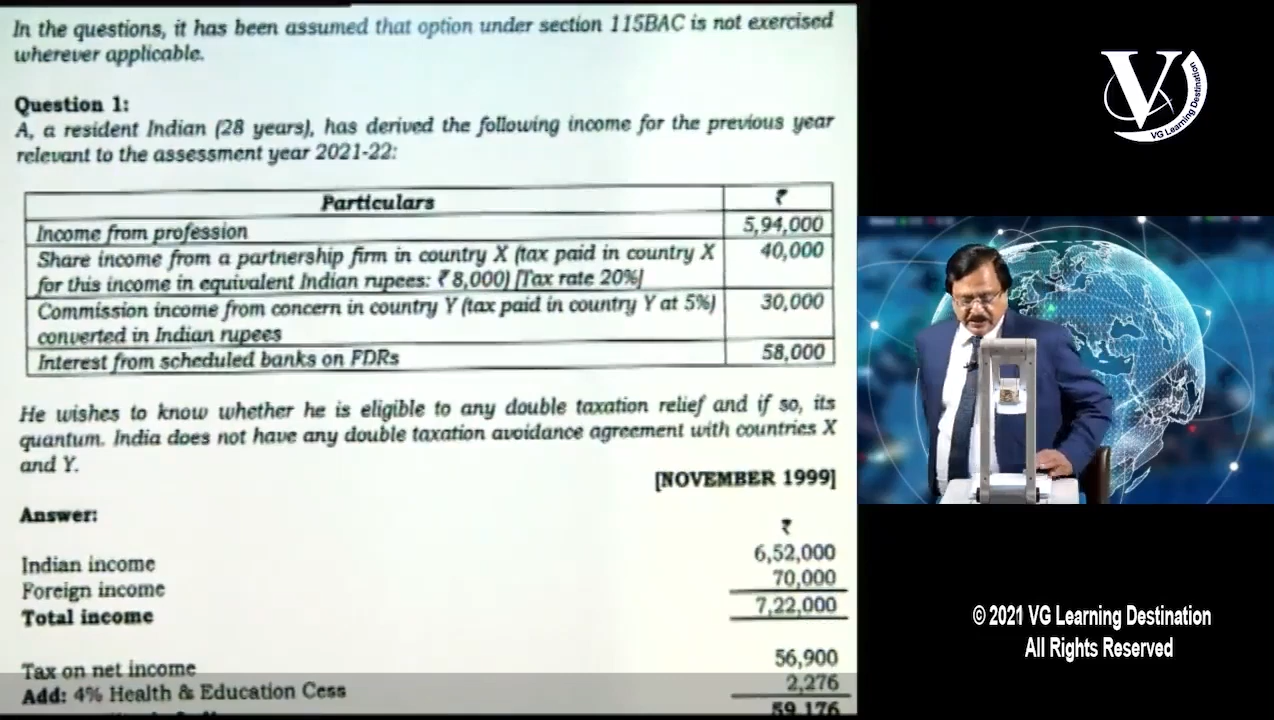 In the questions, it has been assumed that option under section 115BAC is not exercised
wherever applicable.
Question 1:
A, a resident Indian (28 years), has derived the following income for the previous year
relevant to the assessment year 2021-22:
Particulars ₹
Income from profession 5,94,000
Share income from a partnership firm in country X (tax paid in country X 40,000
for this income in equivalent Indian rupees: ₹ 8,000) [Tax rate 20%]
Commission income from concern in country Y (tax paid in country Y at 5%) 30,000
converted in Indian rupees
Interest from scheduled banks on FDRs 58,000
He wishes to know whether he is eligible to any double taxation relief and if so, its
quantum. India does not have any double taxation avoidance agreement with countries X
and Y.
[NOVEMBER 1999]
Answer:
₹
Indian income 6,52,000
Foreign income 70,000
Total income 7,22,000
Tax on net income 56,900
Add: 4% Health & Education Cess 2,276
59,176
V
VG Learning Destination
© 2021 VG Learning Destination
All Rights Reserved